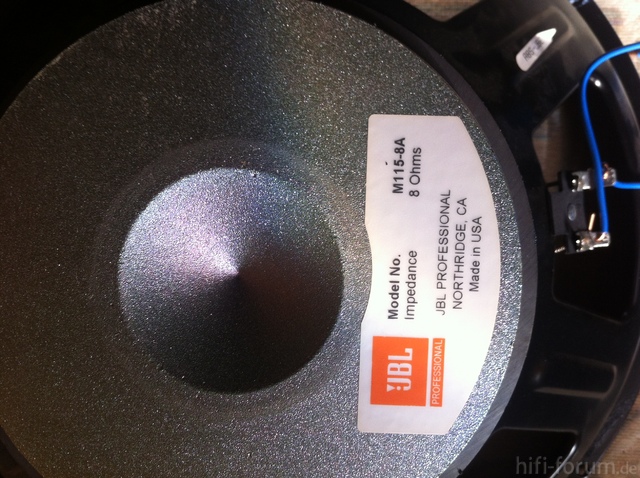 Model No. M115-8A
Impedance 8 Ohms
JBL PROFESSIONAL
NORTHRIDGE, CA
Made in USA
JBL
PROFESSIONAL
hifi-forum.de